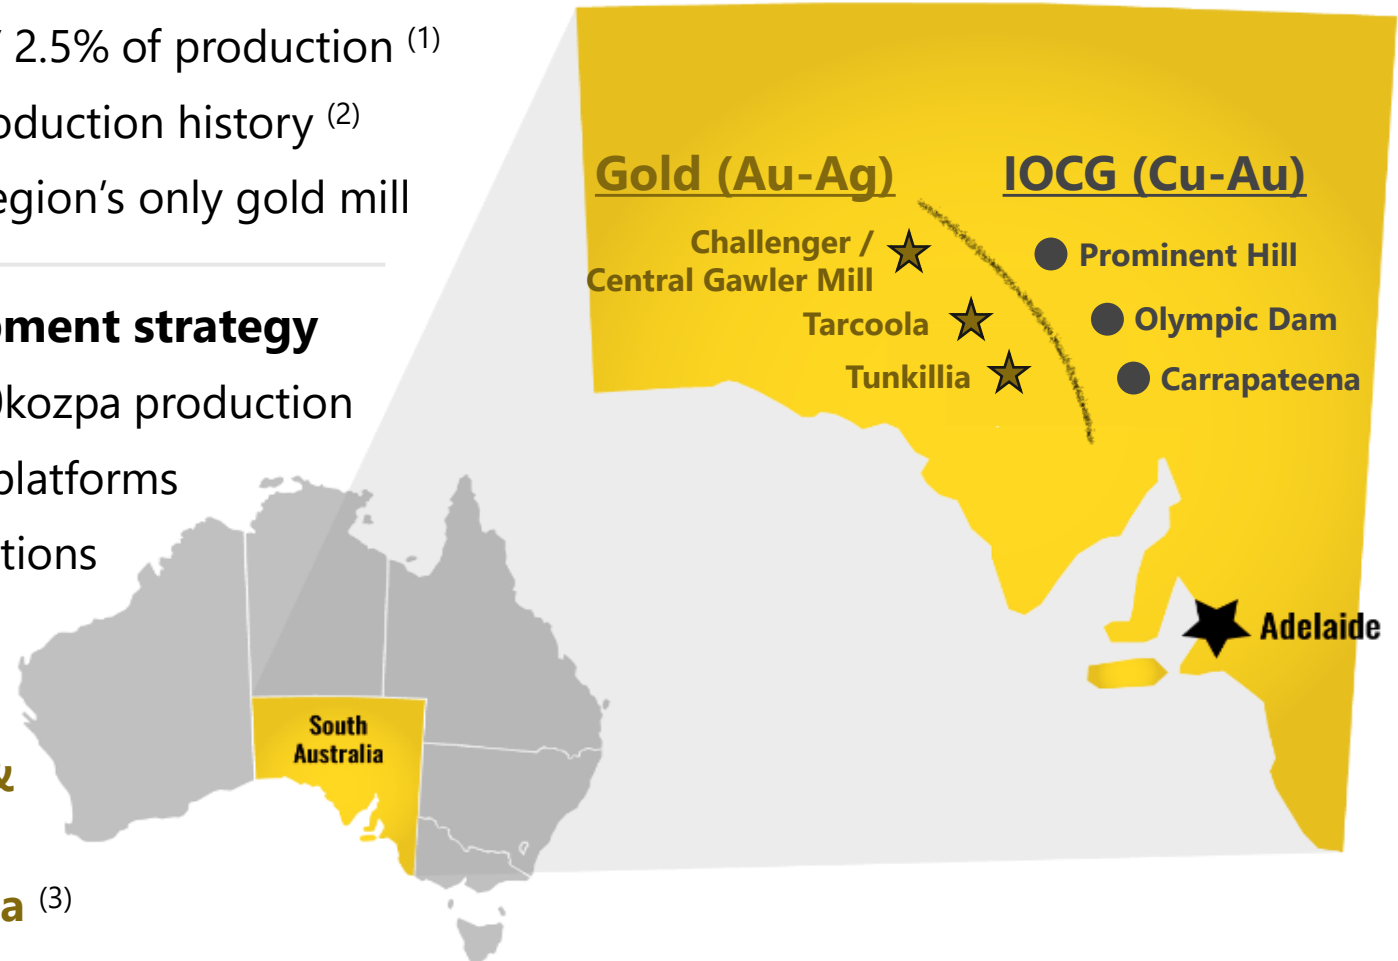 2.5% of production (1)
oduction history (2)
egion's only gold mill
pment strategy
kozpa production
platforms
tions
&
a (3)
Gold (Au-Ag)
IOCG (Cu-Au)
Challenger /
Central Gawler Mill
Tarcoola
Tunkillia
Prominent Hill
Olympic Dam
Carrapateena
Adelaide
South
Australia